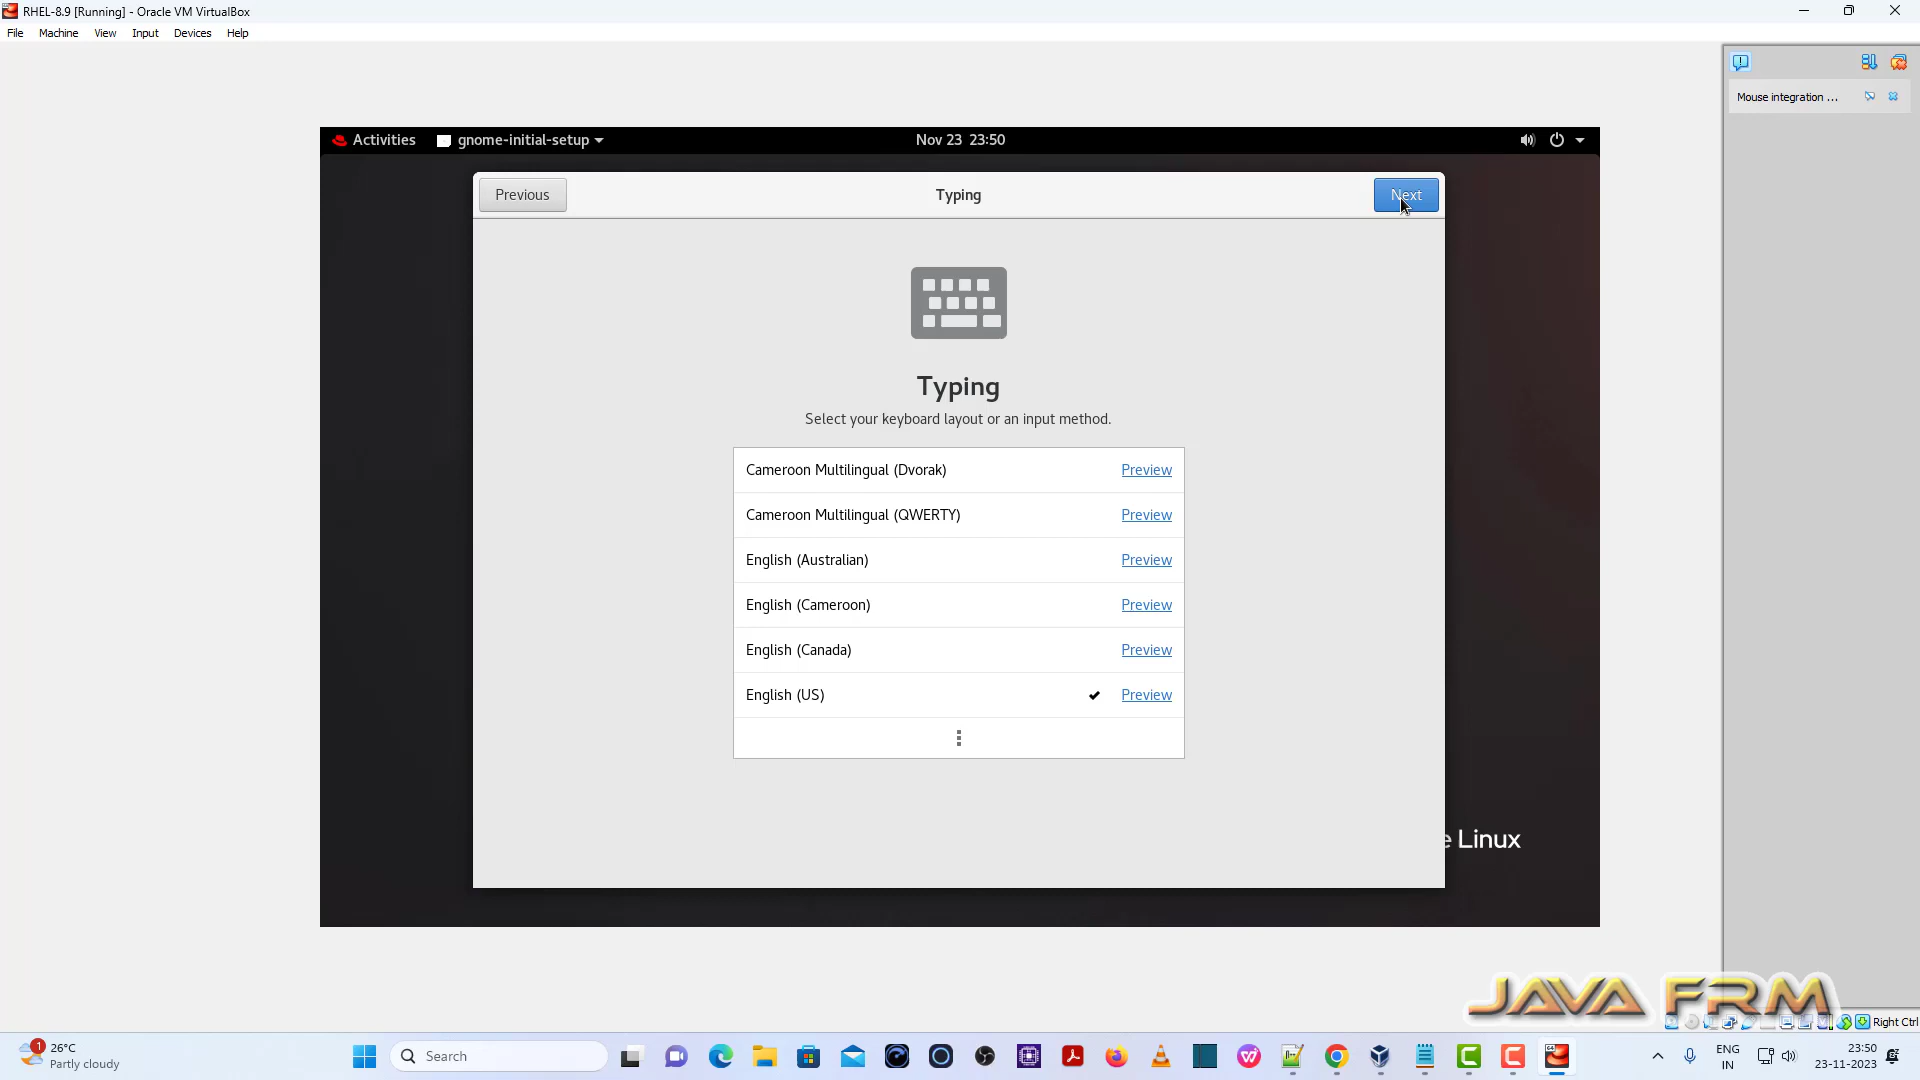 RHEL-8.9 [Running] - Oracle VM VirtualBox
File Machine View Input Devices Help
Mouse integration ...
Activities gnome-initial-setup Nov 23 23:50
Previous Typing Next
Typing
Select your keyboard layout or an input method.
Cameroon Multilingual (Dvorak) Preview
Cameroon Multilingual (QWERTY) Preview
English (Australian) Preview
English (Cameroon) Preview
English (Canada) Preview
English (US) Preview
e Linux
JAVA FRM
Right Ctrl
1 26°C
Partly cloudy
Search
ENG
IN
23:50
23-11-2023